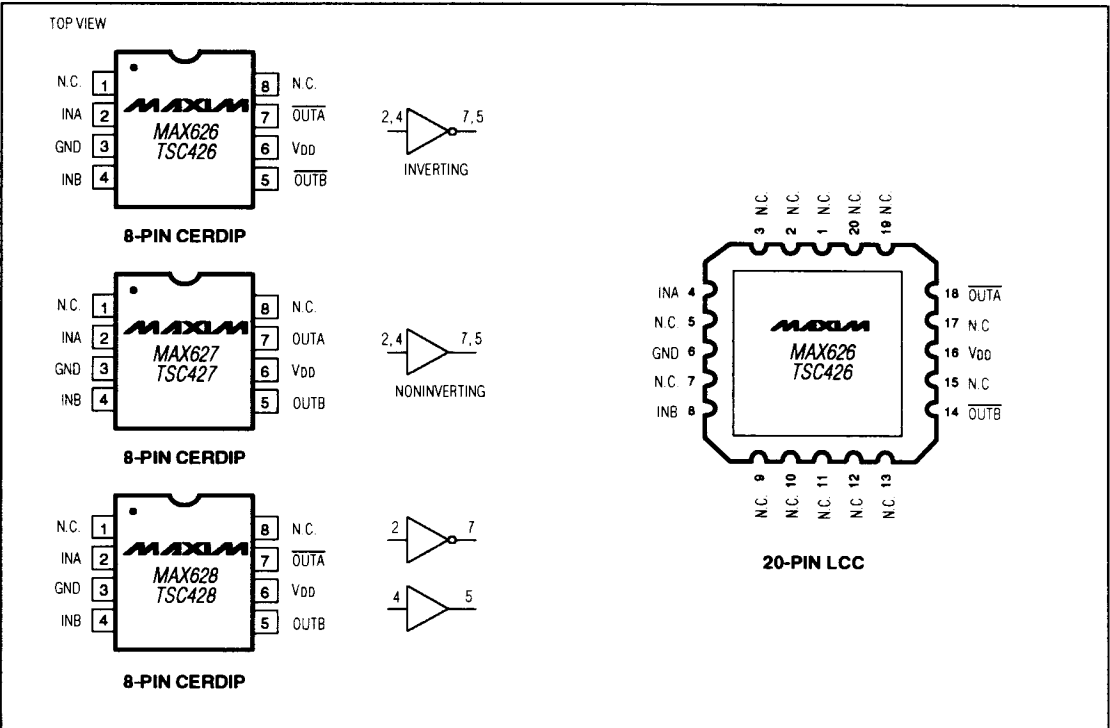 TOP VIEW
N.C. 1
INA 2
GND 3
INB 4
MAXIM
MAX626
TSC426
8 N.C.
7 OUTA
6 VDD
5 OUTB
8-PIN CERDIP
2,4 7,5
INVERTING
N.C. 1
INA 2
GND 3
INB 4
MAXIM
MAX627
TSC427
8 N.C.
7 OUTA
6 VDD
5 OUTB
8-PIN CERDIP
2,4 7,5
NONINVERTING
N.C. 1
INA 2
GND 3
INB 4
MAXIM
MAX628
TSC428
8 N.C.
7 OUTA
6 VDD
5 OUTB
8-PIN CERDIP
2 7
4 5
3 N.C.
2 N.C.
1 N.C.
20 N.C.
19 N.C.
INA 4
N.C. 5
GND 6
N.C. 7
INB 8
MAXIM
MAX626
TSC426
18 OUTA
17 N.C
16 VDD
15 N.C
14 OUTB
N.C. 9
N.C. 10
N.C. 11
N.C. 12
N.C. 13
20-PIN LCC